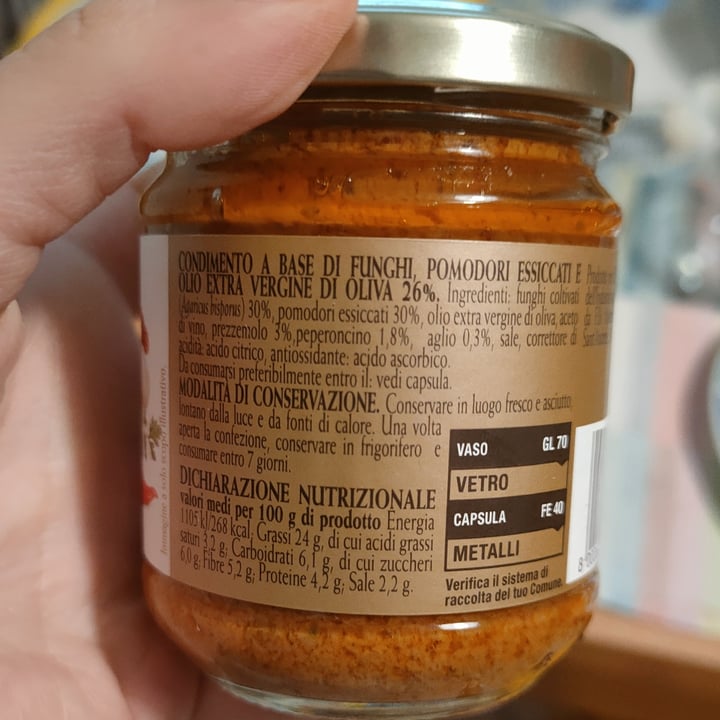 CONDIMENTO A BASE DI FUNGHI, POMODORI ESSICCATI E
OLIO EXTRA VERGINE DI OLIVA 26%. Ingredienti: funghi coltivati
(Agaricus bisporus) 30%, pomodori essiccati 30%, olio extra vergine di oliva, aceto
di vino, prezzemolo 3%,peperoncino 1,8%, aglio 0,3%, sale, correttore di
acidità: acido citrico, antiossidante: acido ascorbico.
Da consumarsi preferibilmente entro il: vedi capsula.
MODALITÀ DI CONSERVAZIONE. Conservare in luogo fresco e asciutto,
lontano dalla luce e da fonti di calore. Una volta
aperta la confezione, conservare in frigorifero e
consumare entro 7 giorni.
DICHIARAZIONE NUTRIZIONALE
valori medi per 100 g di prodotto Energia
1105 kJ/268 kcal; Grassi 24 g, di cui acidi grassi
saturi 3,2 g; Carboidrati 6,1 g, di cui zuccheri
6,0 g; Fibre 5,2 g; Proteine 4,2 g; Sale 2,2 g.
VASO GL 70
VETRO
CAPSULA FE 40
METALLI
Verifica il sistema di
raccolta del tuo Comune.
Immagine a solo scopo illustrativo.